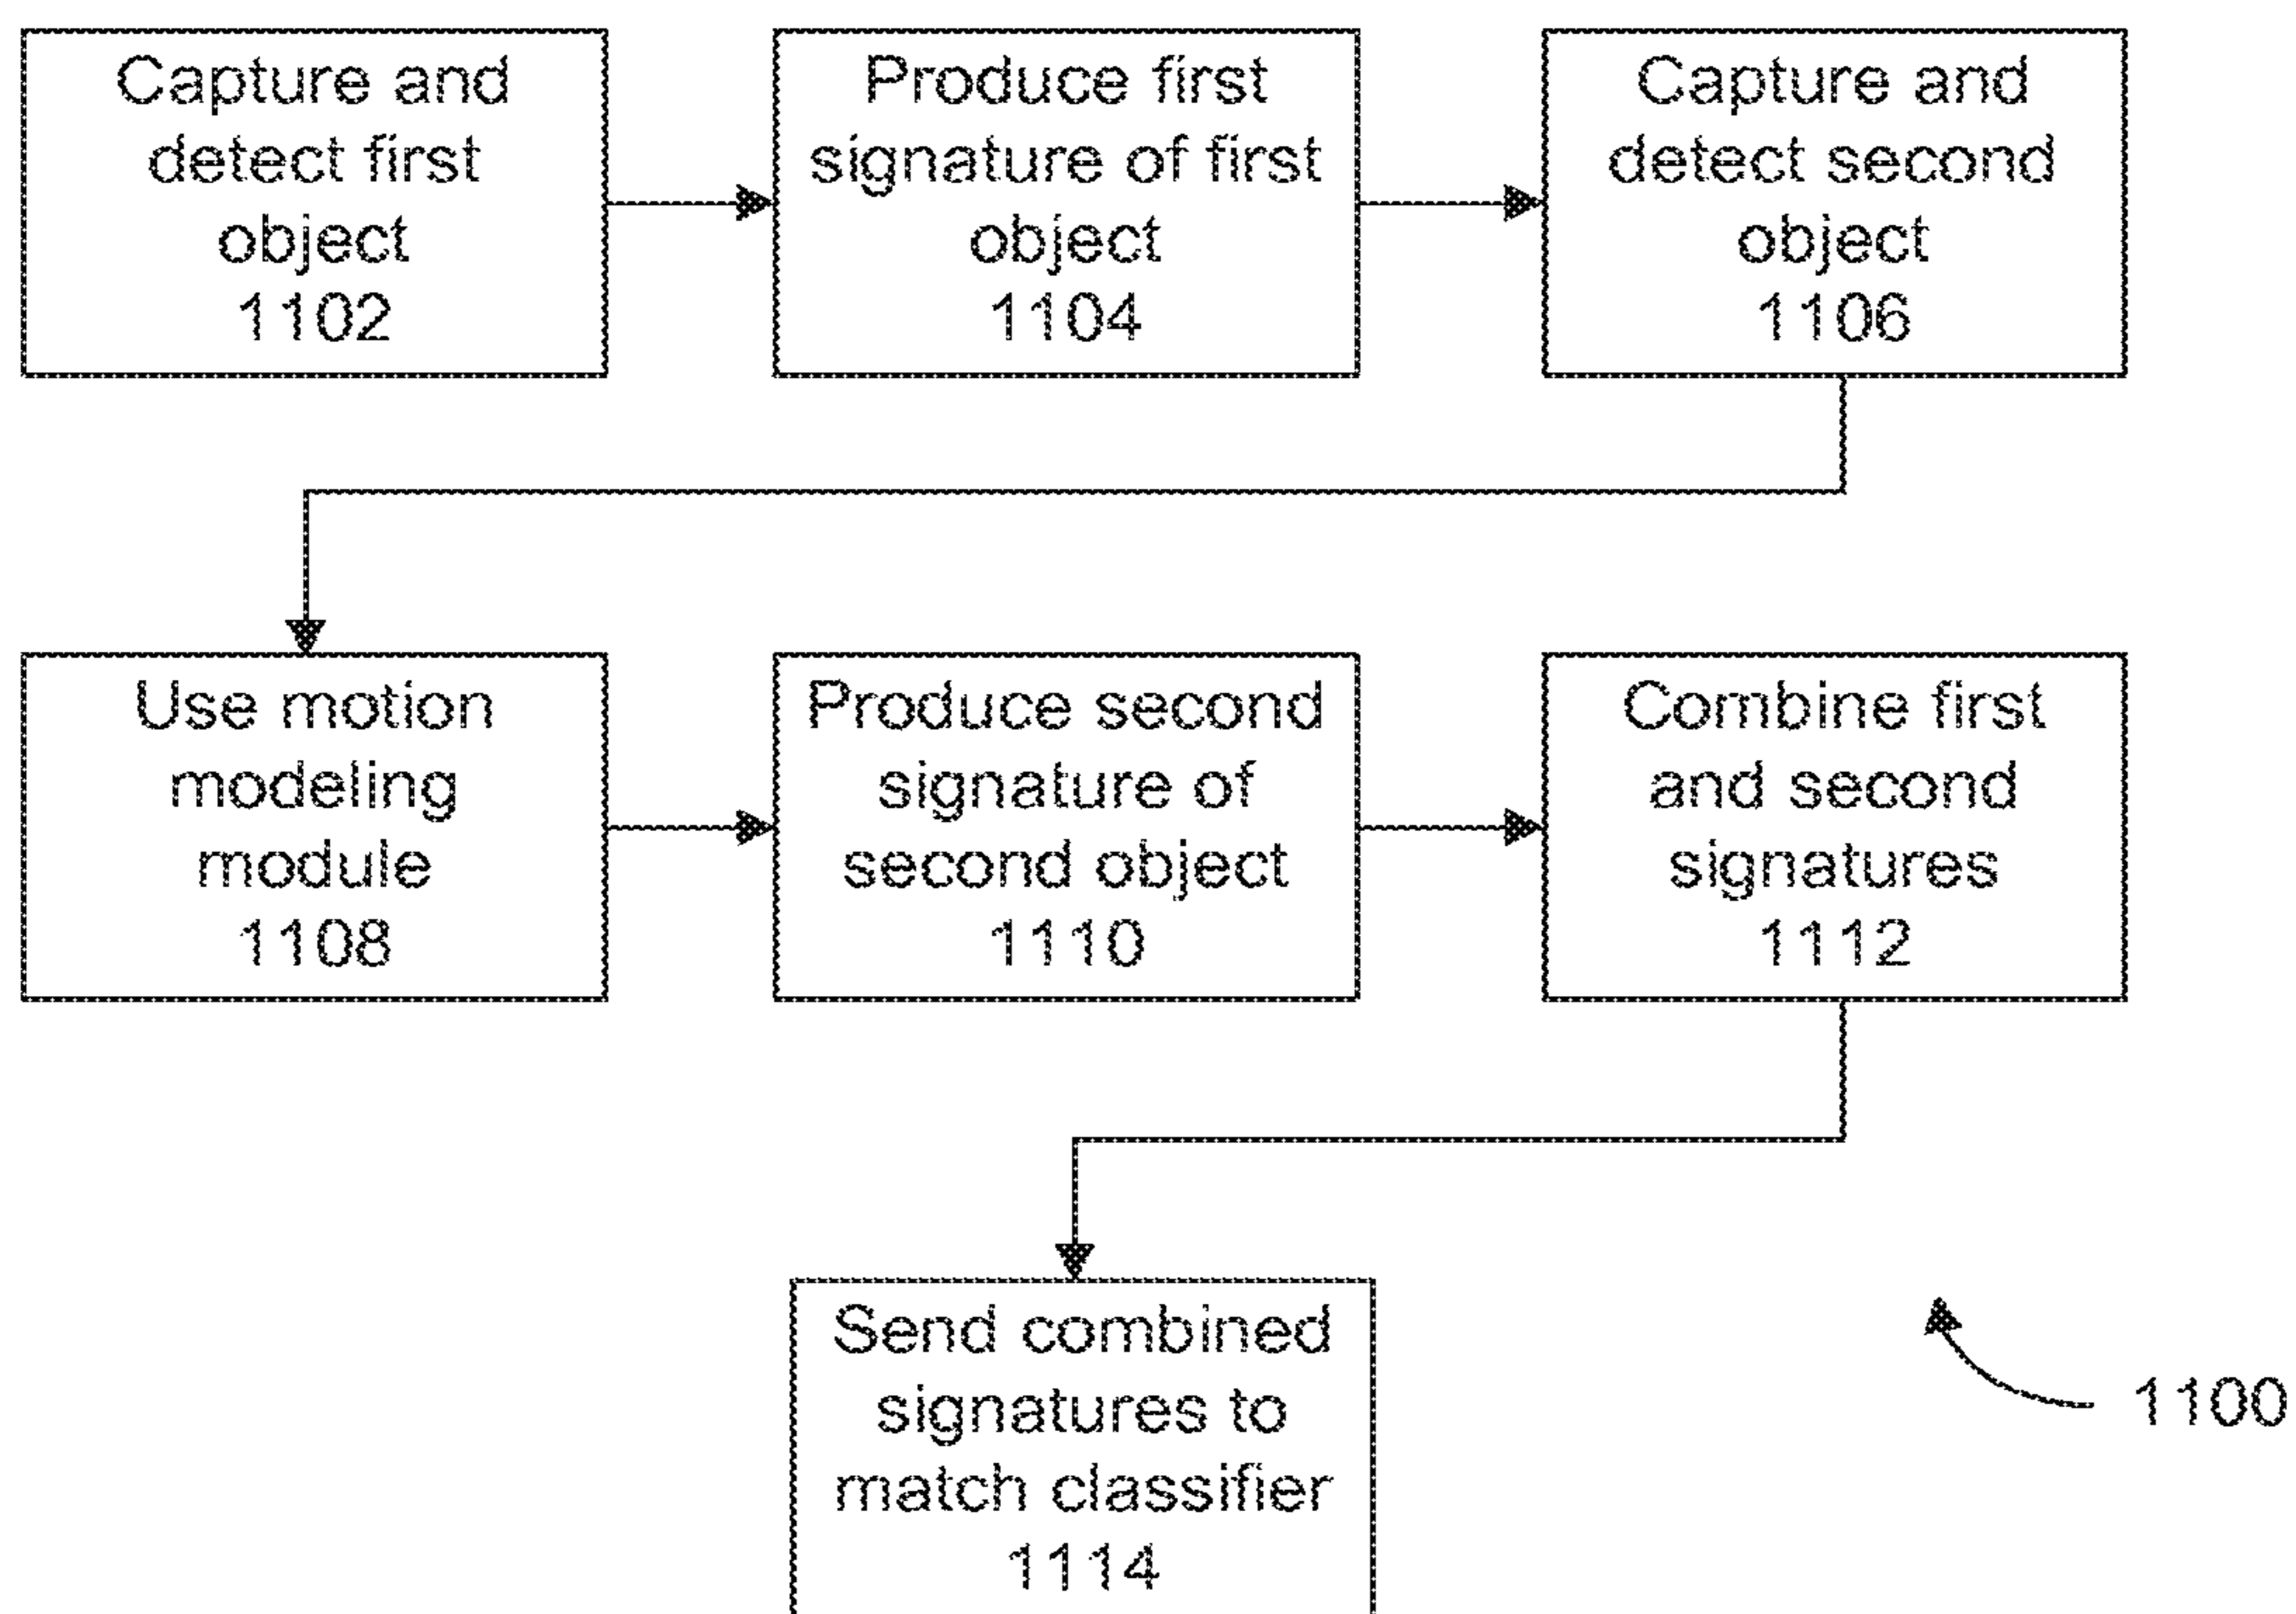 Capture and
detect first
object
1102
Produce first
signature of first
object
1104
Capture and
detect second
object
1106
Use motion
modeling
module
1108
Produce second
signature of
second object
1110
Combine first
and second
signatures
1112
Send combined
signatures to
match classifier
1114
1100